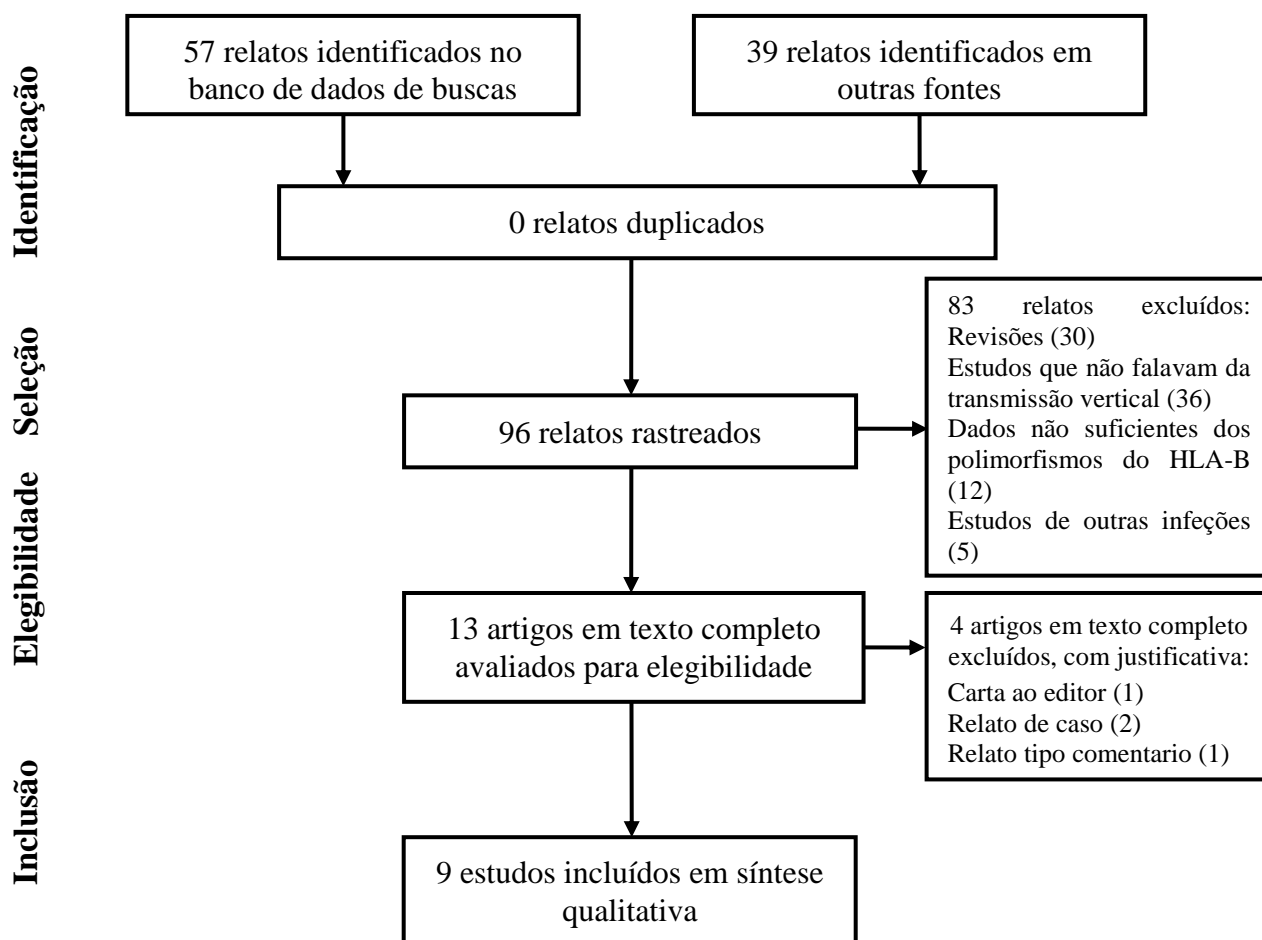 Identificação
57 relatos identificados no
banco de dados de buscas
39 relatos identificados em
outras fontes
0 relatos duplicados
Seleção
96 relatos rastreados
83 relatos excluídos:
Revisões (30)
Estudos que não falavam da
transmissão vertical (36)
Dados não suficientes dos
polimorfismos do HLA-B
(12)
Estudos de outras infeções
(5)
Elegibilidade
13 artigos em texto completo
avaliados para elegibilidade
4 artigos em texto completo
excluídos, com justificativa:
Carta ao editor (1)
Relato de caso (2)
Relato tipo comentario (1)
Inclusão
9 estudos incluídos em síntese
qualitativa